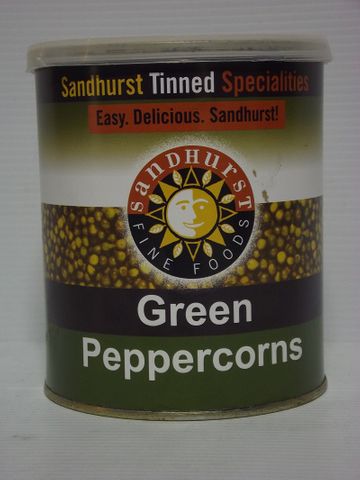 Sandhurst Tinned Specialities
Easy. Delicious. Sandhurst!
SANDHURST
FINE FOODS
Green
Peppercorns